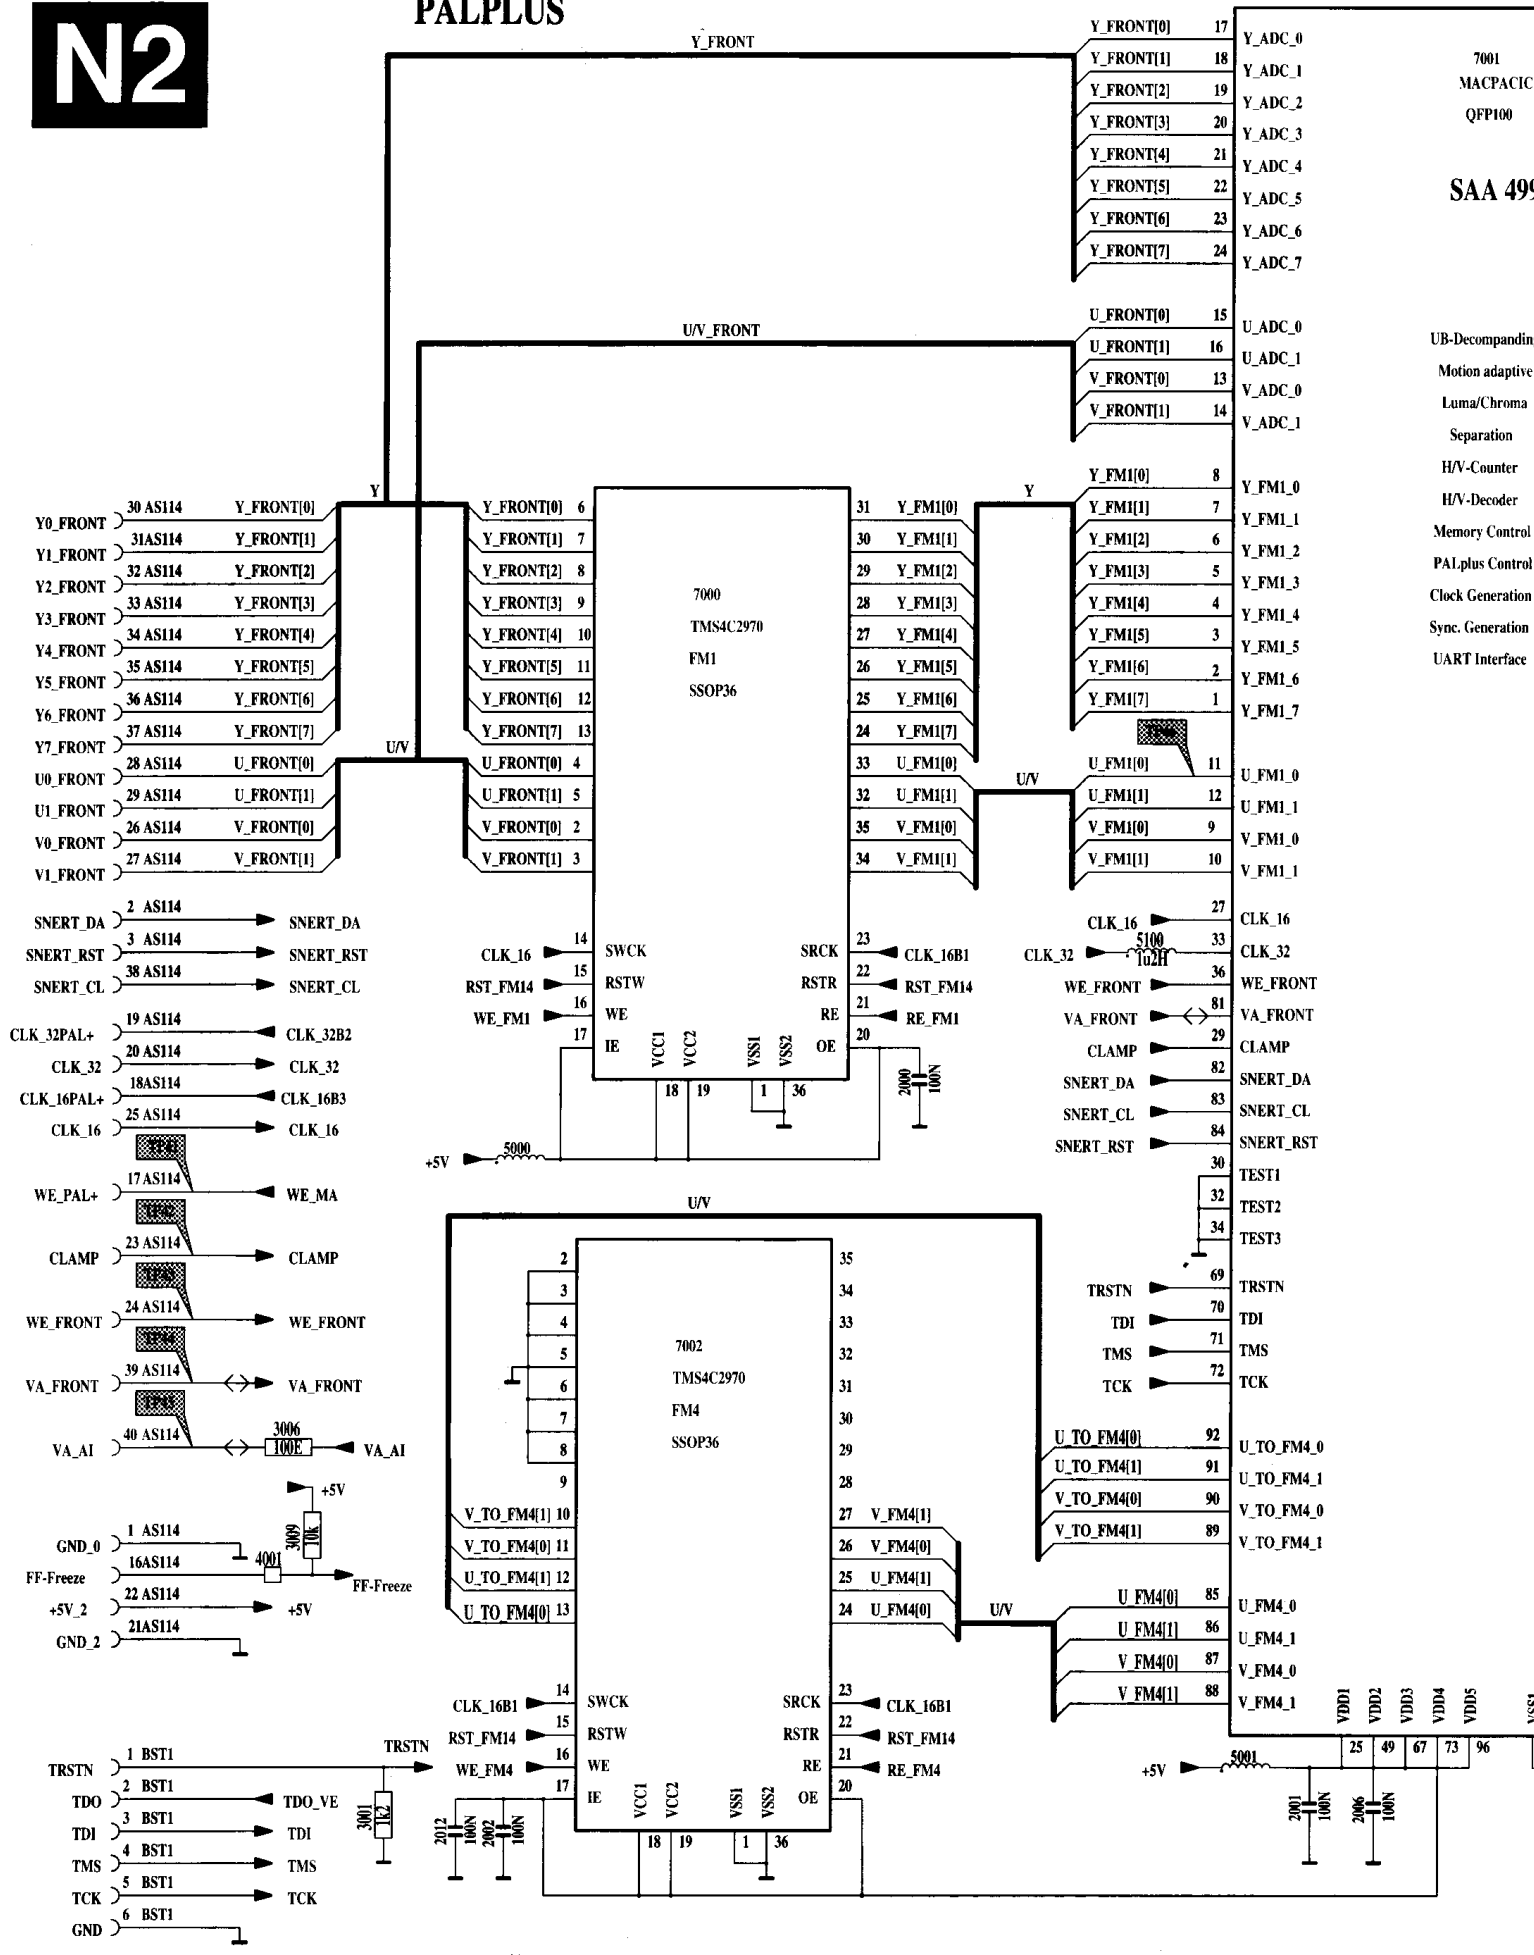 PALPLUS
N2
Y_FRONT
Y_FRONT[0] 17 Y_ADC_0
Y_FRONT[1] 18 Y_ADC_1
Y_FRONT[2] 19 Y_ADC_2
Y_FRONT[3] 20 Y_ADC_3
Y_FRONT[4] 21 Y_ADC_4
Y_FRONT[5] 22 Y_ADC_5
Y_FRONT[6] 23 Y_ADC_6
Y_FRONT[7] 24 Y_ADC_7
7001
MACPACIC
QFP100
SAA 499
U/V_FRONT
U_FRONT[0] 15 U_ADC_0
U_FRONT[1] 16 U_ADC_1
V_FRONT[0] 13 V_ADC_0
V_FRONT[1] 14 V_ADC_1
UB-Decompanding
Motion adaptive
Luma/Chroma
Separation
H/V-Counter
H/V-Decoder
Memory Control
PALplus Control
Clock Generation
Sync. Generation
UART Interface
Y0_FRONT 30 AS114 Y_FRONT[0]
Y1_FRONT 31AS114 Y_FRONT[1]
Y2_FRONT 32 AS114 Y_FRONT[2]
Y3_FRONT 33 AS114 Y_FRONT[3]
Y4_FRONT 34 AS114 Y_FRONT[4]
Y5_FRONT 35 AS114 Y_FRONT[5]
Y6_FRONT 36 AS114 Y_FRONT[6]
Y7_FRONT 37 AS114 Y_FRONT[7]
U0_FRONT 28 AS114 U_FRONT[0]
U1_FRONT 29 AS114 U_FRONT[1]
V0_FRONT 26 AS114 V_FRONT[0]
V1_FRONT 27 AS114 V_FRONT[1]
Y
U/V
Y_FRONT[0] 6
Y_FRONT[1] 7
Y_FRONT[2] 8
Y_FRONT[3] 9
Y_FRONT[4] 10
Y_FRONT[5] 11
Y_FRONT[6] 12
Y_FRONT[7] 13
U_FRONT[0] 4
U_FRONT[1] 5
V_FRONT[0] 2
V_FRONT[1] 3
7000
TMS4C2970
FM1
SSOP36
31 Y_FM1[0]
30 Y_FM1[1]
29 Y_FM1[2]
28 Y_FM1[3]
27 Y_FM1[4]
26 Y_FM1[5]
25 Y_FM1[6]
24 Y_FM1[7]
33 U_FM1[0]
32 U_FM1[1]
35 V_FM1[0]
34 V_FM1[1]
Y
U/V
Y_FM1[0] 8 Y_FM1_0
Y_FM1[1] 7 Y_FM1_1
Y_FM1[2] 6 Y_FM1_2
Y_FM1[3] 5 Y_FM1_3
Y_FM1[4] 4 Y_FM1_4
Y_FM1[5] 3 Y_FM1_5
Y_FM1[6] 2 Y_FM1_6
Y_FM1[7] 1 Y_FM1_7
U_FM1[0] 11 U_FM1_0
U_FM1[1] 12 U_FM1_1
V_FM1[0] 9 V_FM1_0
V_FM1[1] 10 V_FM1_1
SNERT_DA 2 AS114 SNERT_DA
SNERT_RST 3 AS114 SNERT_RST
SNERT_CL 38 AS114 SNERT_CL
CLK_32PAL+ 19 AS114 CLK_32B2
CLK_32 20 AS114 CLK_32
CLK_16PAL+ 18AS114 CLK_16B3
CLK_16 25 AS114 CLK_16
TP41
WE_PAL+ 17 AS114 WE_MA
TP42
CLAMP 23 AS114 CLAMP
TP43
WE_FRONT 24 AS114 WE_FRONT
TP44
VA_FRONT 39 AS114 VA_FRONT
VA_AI 40 AS114 3006 100E VA_AI
CLK_16 14 SWCK
RST_FM14 15 RSTW
WE_FM1 16 WE
17 IE
VCC1 VCC2 VSS1 VSS2
18 19 1 36
SRCK 23 CLK_16B1
RSTR 22 RST_FM14
RE 21 RE_FM1
OE 20
2000 100N
+5V 5000
CLK_16 27 CLK_16
CLK_32 5100 1u2H 33 CLK_32
WE_FRONT 36 WE_FRONT
VA_FRONT 81 VA_FRONT
CLAMP 29 CLAMP
SNERT_DA 82 SNERT_DA
SNERT_CL 83 SNERT_CL
SNERT_RST 84 SNERT_RST
30 TEST1
32 TEST2
34 TEST3
TRSTN 69 TRSTN
TDI 70 TDI
TMS 71 TMS
TCK 72 TCK
U/V
2 35
3 34
4 33
5 32
6 31
7 30
8 29
9 28
7002
TMS4C2970
FM4
SSOP36
V_TO_FM4[1] 10
V_TO_FM4[0] 11
U_TO_FM4[1] 12
U_TO_FM4[0] 13
27 V_FM4[1]
26 V_FM4[0]
25 U_FM4[1]
24 U_FM4[0]
U/V
U_TO_FM4[0] 92 U_TO_FM4_0
U_TO_FM4[1] 91 U_TO_FM4_1
V_TO_FM4[0] 90 V_TO_FM4_0
V_TO_FM4[1] 89 V_TO_FM4_1
U_FM4[0] 85 U_FM4_0
U_FM4[1] 86 U_FM4_1
V_FM4[0] 87 V_FM4_0
V_FM4[1] 88 V_FM4_1
+5V
3009 10k
GND_0 1 AS114
FF-Freeze 16AS114 4001 FF-Freeze
+5V_2 22 AS114 +5V
GND_2 21AS114
CLK_16B1 14 SWCK
RST_FM14 15 RSTW
WE_FM4 16 WE
17 IE
VCC1 VCC2 VSS1 VSS2
18 19 1 36
SRCK 23 CLK_16B1
RSTR 22 RST_FM14
RE 21 RE_FM4
OE 20
2012 100N
2002 100N
VDD1 VDD2 VDD3 VDD4 VDD5 VSS1
25 49 67 73 96
+5V 5001
2001 100N
2006 100N
TRSTN 1 BST1 TRSTN
TDO 2 BST1 TDO_VE
TDI 3 BST1 TDI
TMS 4 BST1 TMS
TCK 5 BST1 TCK
GND 6 BST1
3001 1k2